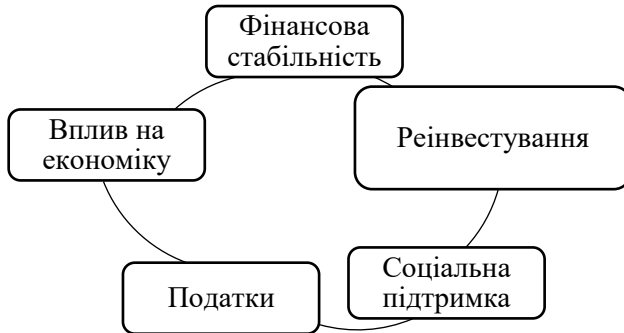 Фінансова
стабільність
Реінвестування
Соціальна
підтримка
Податки
Вплив на
економіку